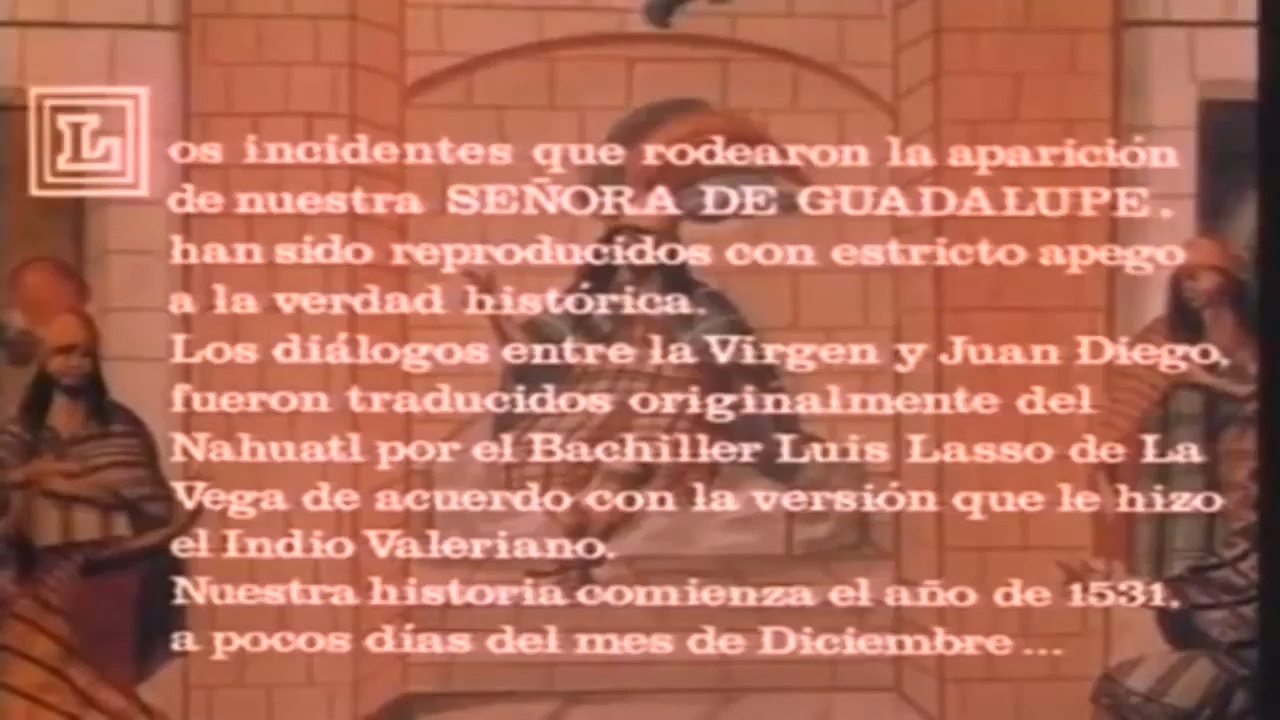 Los incidentes que rodearon la aparición
de nuestra SEÑORA DE GUADALUPE.
han sido reproducidos con estricto apego
a la verdad histórica.
Los diálogos entre la Virgen y Juan Diego,
fueron traducidos originalmente del
Nahuatl por el Bachiller Luis Lasso de La
Vega de acuerdo con la versión que le hizo
el Indio Valeriano.
Nuestra historia comienza el año de 1531,
a pocos días del mes de Diciembre...